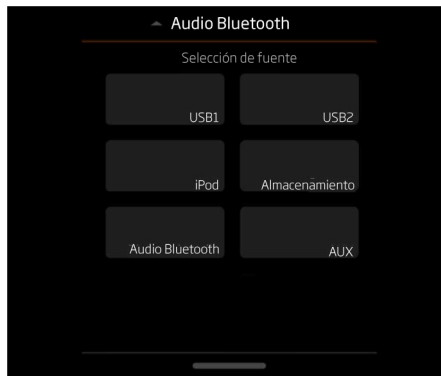 Audio Bluetooth
Selección de fuente
USB1
USB2
iPod
Almacenamiento
Audio Bluetooth
AUX